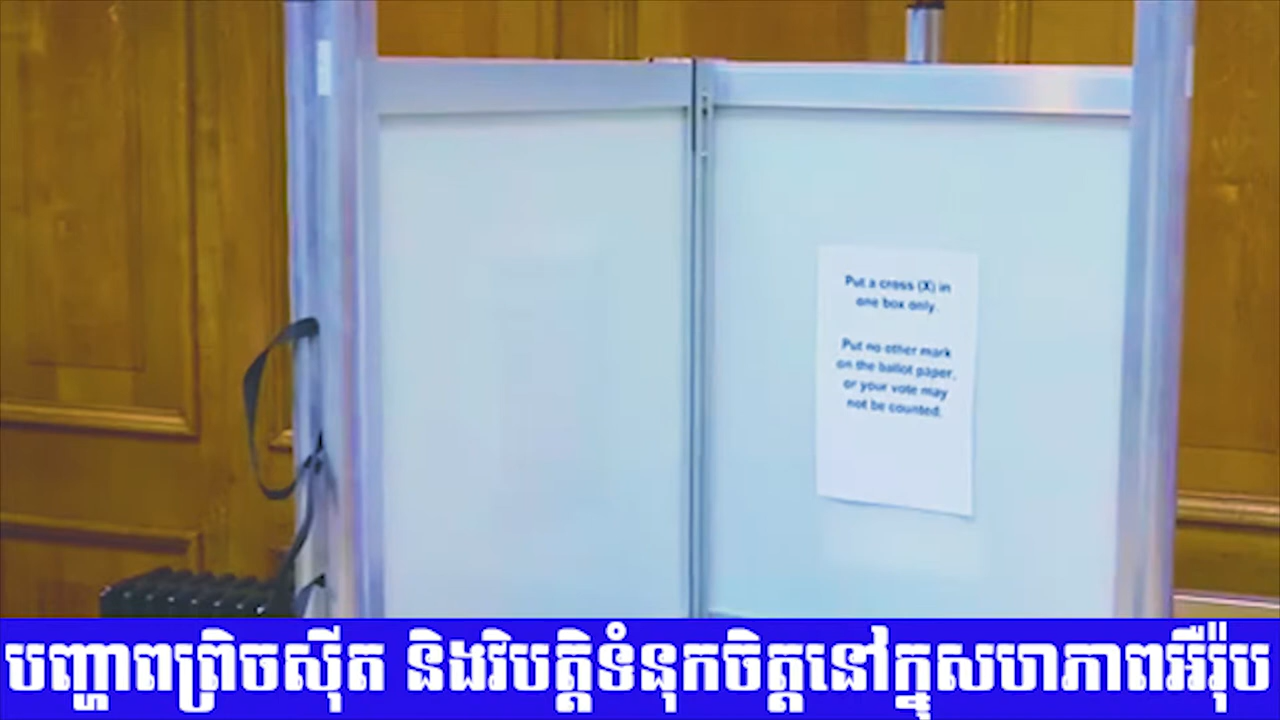 Put a cross (X) in
one box only.
Put no other mark
on the ballot paper,
or your vote may
not be counted.
បញ្ហាពព្រិចស៊ីត និងវិបត្តិទំនុកចិត្តនៅក្នុសហភាពអឺរ៉ុប